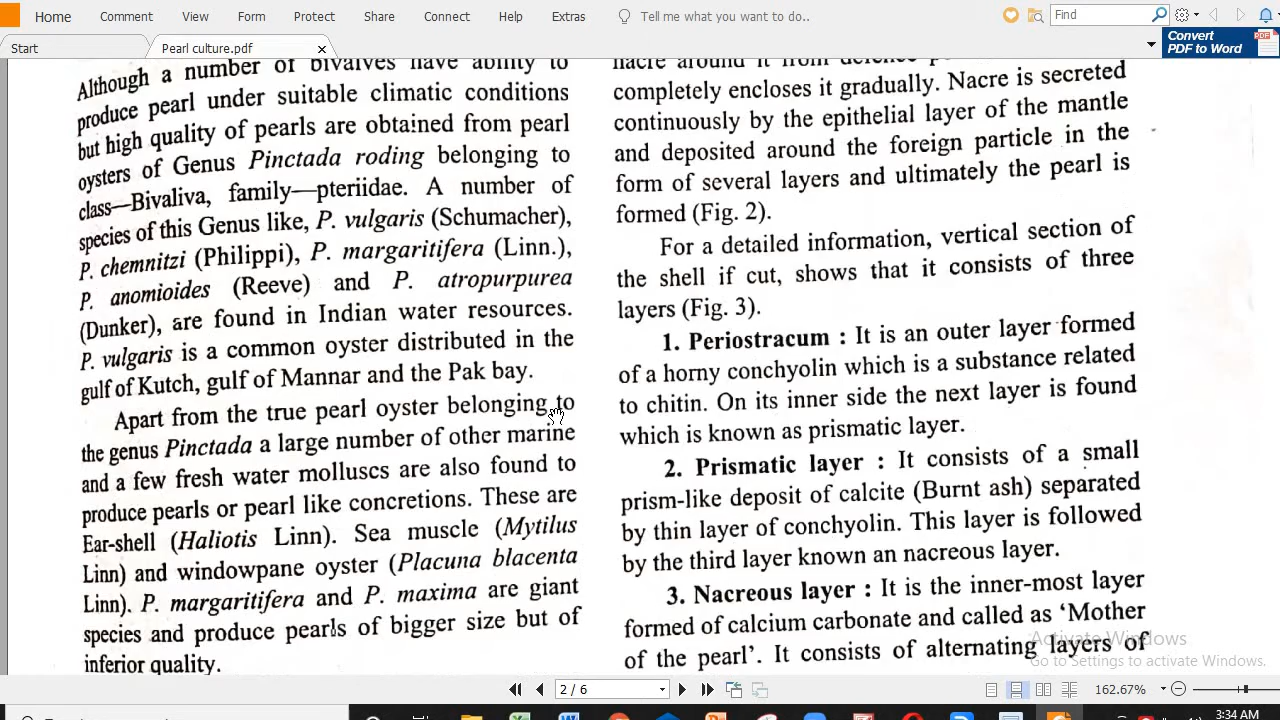 Home
Comment
View
Form
Protect
Share
Connect
Help
Extras
Tell me what you want to do..
Find
Start
Pearl culture.pdf
Convert
PDF to Word
Although a number of bivalves have ability to
produce pearl under suitable climatic conditions
but high quality of pearls are obtained from pearl
oysters of Genus Pinctada roding belonging to
class—Bivaliva, family—pteriidae. A number of
species of this Genus like, P. vulgaris (Schumacher),
P. chemnitzi (Philippi), P. margaritifera (Linn.),
P. anomioides (Reeve) and P. atropurpurea
(Dunker), are found in Indian water resources.
P. vulgaris is a common oyster distributed in the
gulf of Kutch, gulf of Mannar and the Pak bay.
Apart from the true pearl oyster belonging to
the genus Pinctada a large number of other marine
and a few fresh water molluscs are also found to
produce pearls or pearl like concretions. These are
Ear-shell (Haliotis Linn). Sea muscle (Mytilus
Linn) and windowpane oyster (Placuna blacenta
Linn). P. margaritifera and P. maxima are giant
species and produce pearls of bigger size but of
inferior quality.
nacre around it from defence
completely encloses it gradually. Nacre is secreted
continuously by the epithelial layer of the mantle
and deposited around the foreign particle in the
form of several layers and ultimately the pearl is
formed (Fig. 2).
For a detailed information, vertical section of
the shell if cut, shows that it consists of three
layers (Fig. 3).
1. Periostracum : It is an outer layer formed
of a horny conchyolin which is a substance related
to chitin. On its inner side the next layer is found
which is known as prismatic layer.
2. Prismatic layer : It consists of a small
prism-like deposit of calcite (Burnt ash) separated
by thin layer of conchyolin. This layer is followed
by the third layer known an nacreous layer.
3. Nacreous layer : It is the inner-most layer
formed of calcium carbonate and called as ‘Mother
of the pearl’. It consists of alternating layers of
Activate Windows
Go to Settings to activate Windows.
2 / 6
162.67%
3:34 AM